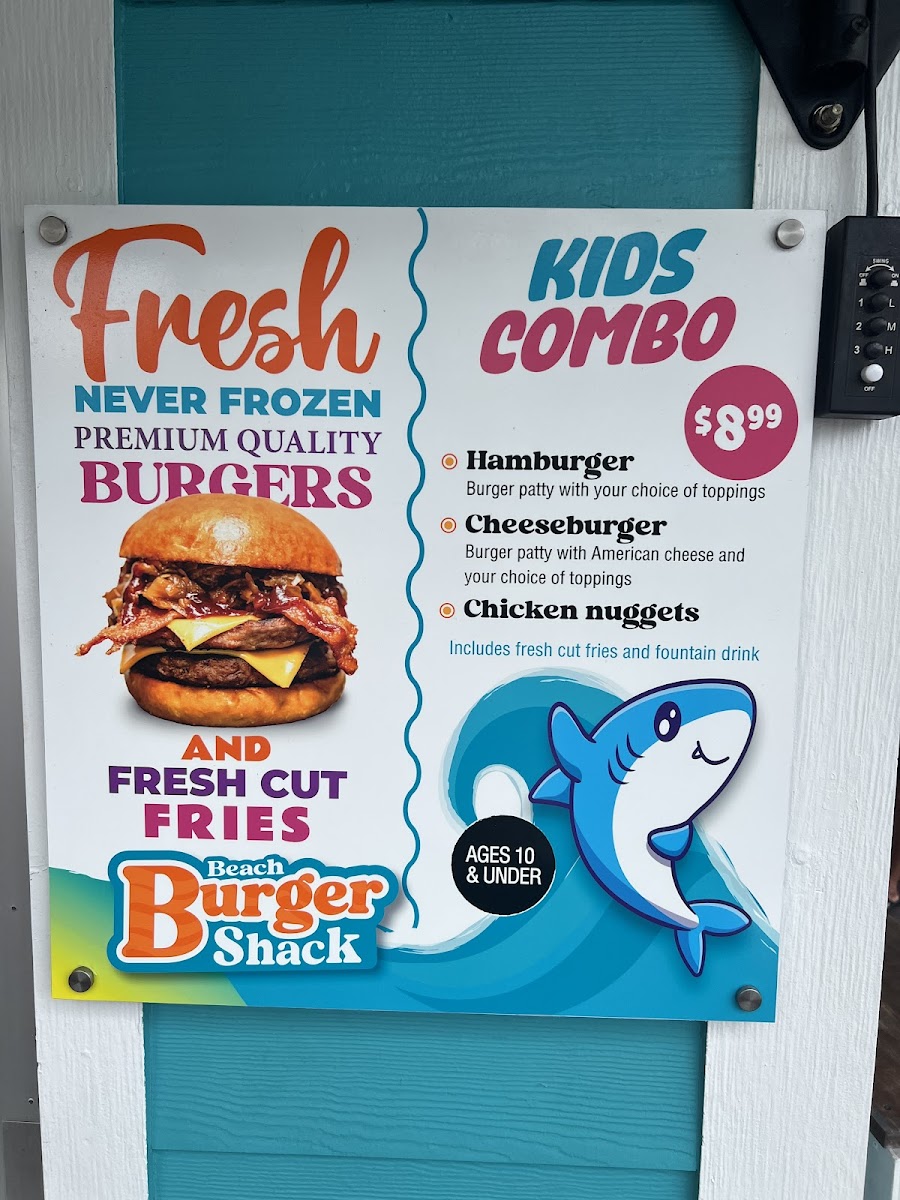 Fresh
NEVER FROZEN
PREMIUM QUALITY
BURGERS
AND
FRESH CUT
FRIES
Beach
Burger
Shack
KIDS
COMBO
$8.99
Hamburger
Burger patty with your choice of toppings
Cheeseburger
Burger patty with American cheese and
your choice of toppings
Chicken nuggets
Includes fresh cut fries and fountain drink
AGES 10
& UNDER
SWING
OFF ON
1 L
2 M
3 H
OFF